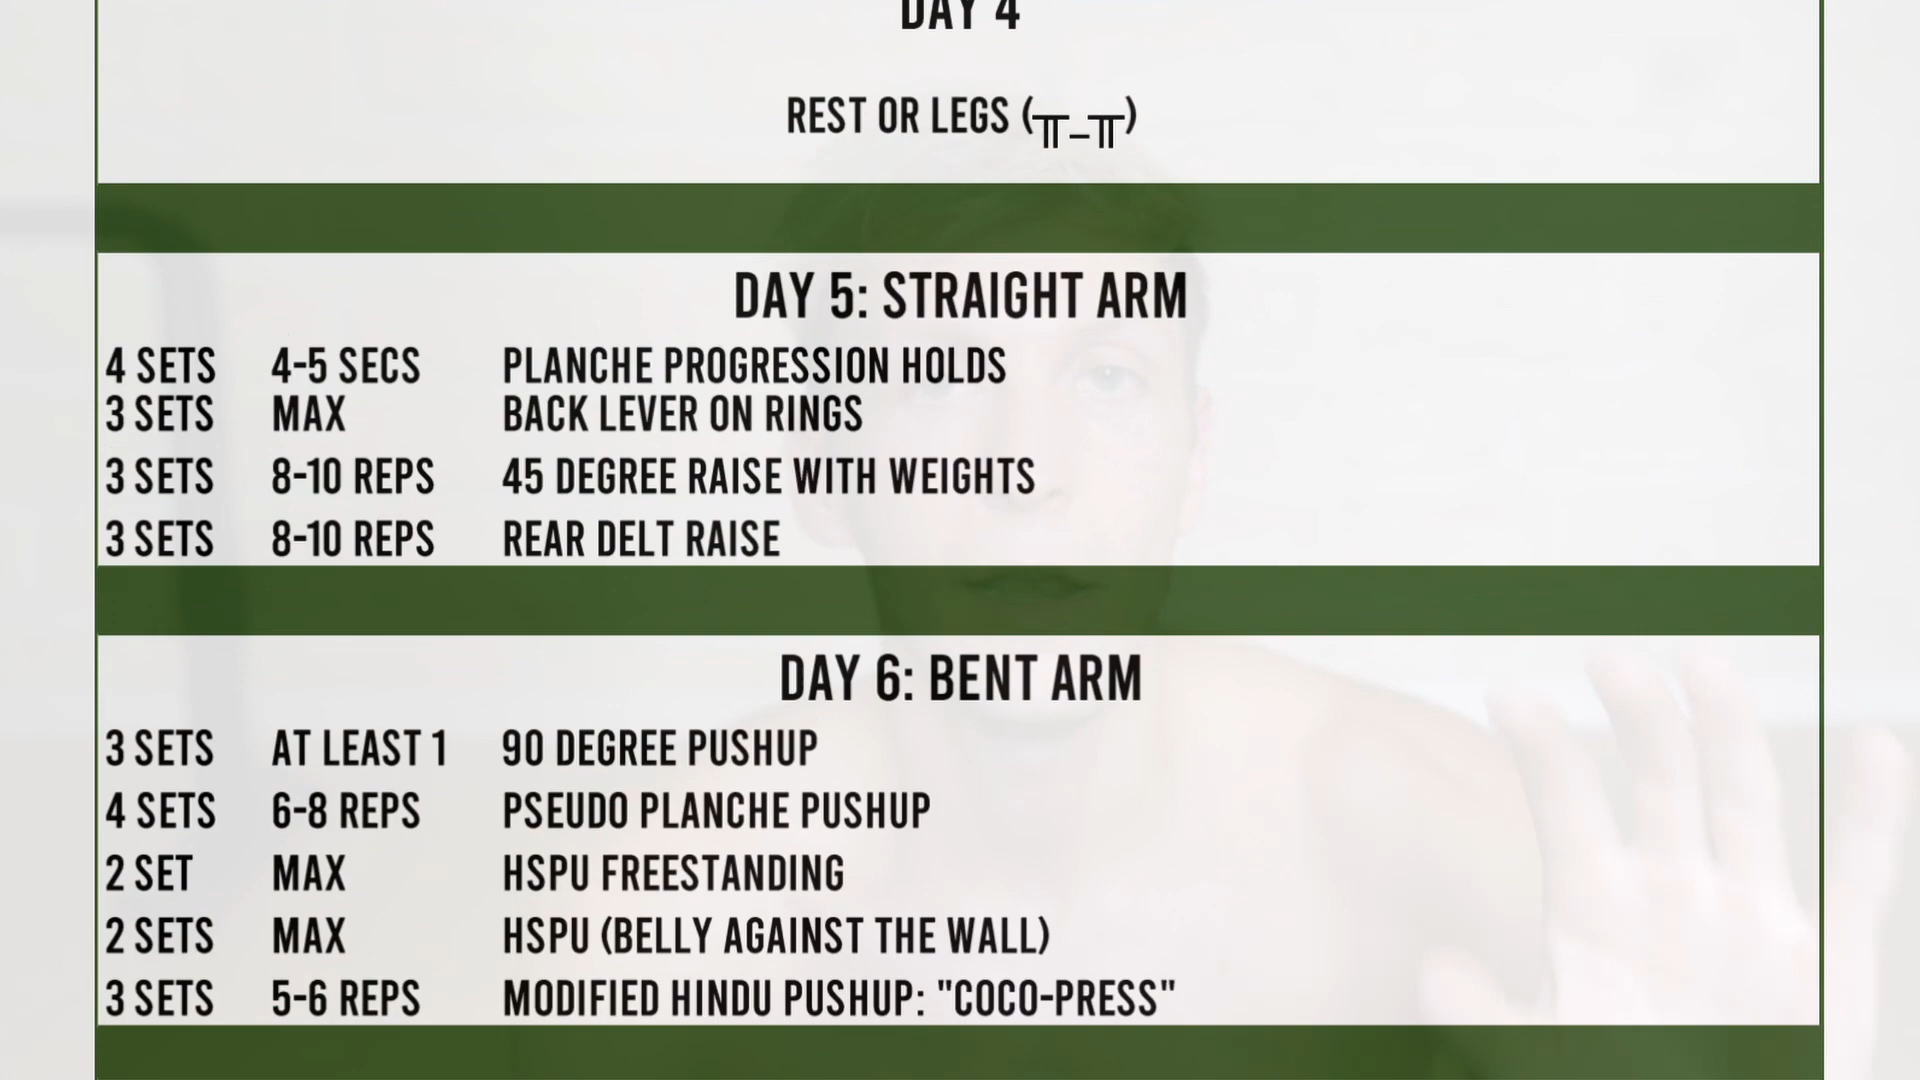 DAY 4
REST OR LEGS (╥_╥)
DAY 5: STRAIGHT ARM
4 SETS 4-5 SECS PLANCHE PROGRESSION HOLDS
3 SETS MAX BACK LEVER ON RINGS
3 SETS 8-10 REPS 45 DEGREE RAISE WITH WEIGHTS
3 SETS 8-10 REPS REAR DELT RAISE
DAY 6: BENT ARM
3 SETS AT LEAST 1 90 DEGREE PUSHUP
4 SETS 6-8 REPS PSEUDO PLANCHE PUSHUP
2 SET MAX HSPU FREESTANDING
2 SETS MAX HSPU (BELLY AGAINST THE WALL)
3 SETS 5-6 REPS MODIFIED HINDU PUSHUP: "COCO-PRESS"